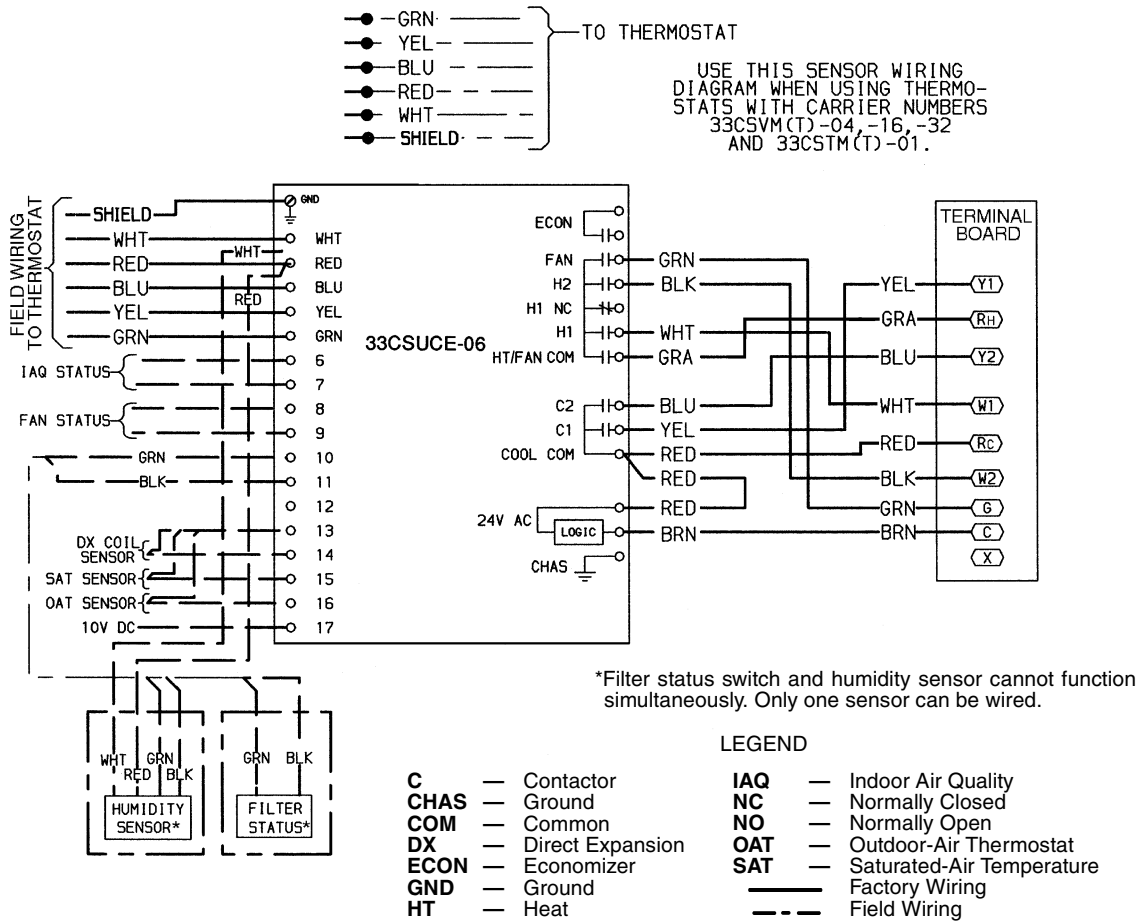 GRN
YEL
BLU
RED
WHT
SHIELD
TO THERMOSTAT
USE THIS SENSOR WIRING
DIAGRAM WHEN USING THERMO-
STATS WITH CARRIER NUMBERS
33CSVM(T)-04,-16,-32
AND 33CSTM(T)-01.
FIELD WIRING
TO THERMOSTAT
SHIELD
WHT
RED
BLU
YEL
GRN
WHT
RED
IAQ STATUS
FAN STATUS
GRN
BLK
DX COIL
SENSOR
SAT SENSOR
OAT SENSOR
10V DC
GND
WHT
RED
BLU
YEL
GRN
6
7
8
9
10
11
12
13
14
15
16
17
33CSUCE-06
ECON
FAN
H2
H1 NC
H1
HT/FAN COM
C2
C1
COOL COM
24V AC
LOGIC
CHAS
GRN
BLK
WHT
GRA
BLU
YEL
RED
RED
RED
BRN
YEL
GRA
BLU
WHT
RED
BLK
GRN
BRN
TERMINAL
BOARD
Y1
RH
Y2
W1
RC
W2
G
C
X
WHT
RED
GRN
BLK
HUMIDITY
SENSOR*
GRN
BLK
FILTER
STATUS*
*Filter status switch and humidity sensor cannot function
simultaneously. Only one sensor can be wired.
LEGEND
C — Contactor
CHAS — Ground
COM — Common
DX — Direct Expansion
ECON — Economizer
GND — Ground
HT — Heat
IAQ — Indoor Air Quality
NC — Normally Closed
NO — Normally Open
OAT — Outdoor-Air Thermostat
SAT — Saturated-Air Temperature
Factory Wiring
Field Wiring